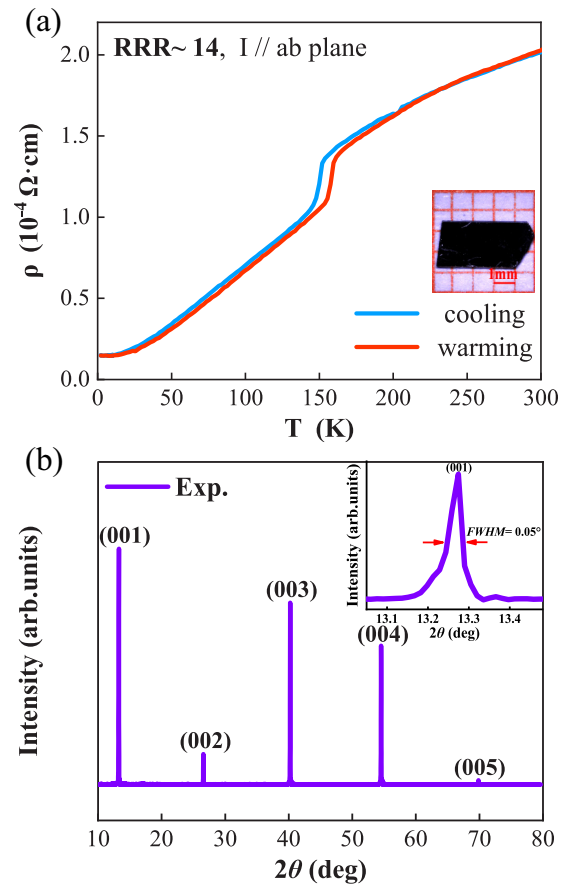 (a)
RRR~ 14, I // ab plane
2.0
1.5
1.0
0.5
0.0
ρ (10⁻⁴ Ω·cm)
1mm
cooling
warming
0 50 100 150 200 250 300
T (K)
(b)
Exp.
(001)
(002)
(003)
(004)
(005)
Intensity (arb.units)
10 20 30 40 50 60 70 80
2θ (deg)
(001)
FWHM= 0.05°
Intensity (arb.units)
13.1 13.2 13.3 13.4
2θ (deg)